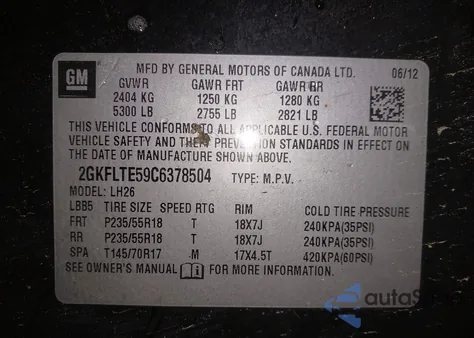 GM
MFD BY GENERAL MOTORS OF CANADA LTD. 06/12
GVWR GAWR FRT GAWR RR
2404 KG 1250 KG 1280 KG
5300 LB 2755 LB 2821 LB
THIS VEHICLE CONFORMS TO ALL APPLICABLE U.S. FEDERAL MOTOR
VEHICLE SAFETY AND THEFT PREVENTION STANDARDS IN EFFECT ON
THE DATE OF MANUFACTURE SHOWN ABOVE.
2GKFLTE59C6378504 TYPE: M.P.V.
MODEL: LH26
LBB5 TIRE SIZE SPEED RTG RIM COLD TIRE PRESSURE
FRT P235/55R18 T 18X7J 240KPA(35PSI)
RR P235/55R18 T 18X7J 240KPA(35PSI)
SPA T145/70R17 M 17X4.5T 420KPA(60PSI)
SEE OWNER'S MANUAL FOR MORE INFORMATION.